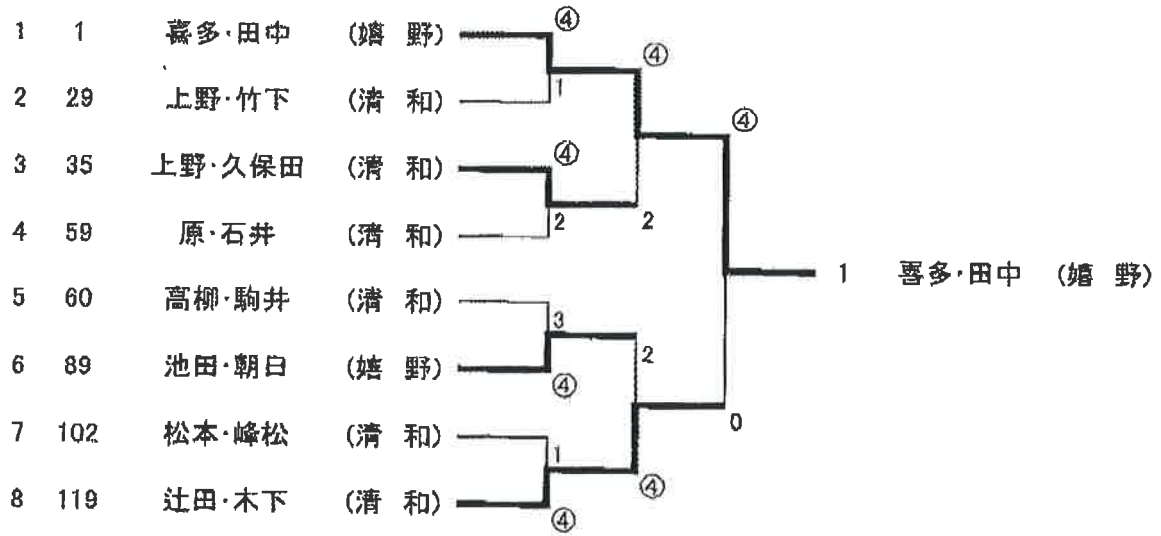 ④
1 1 喜多・田中 (嬉 野)
④
1
2 29 上野・竹下 (清 和)
④
④
3 35 上野・久保田 (清 和)
2 2
4 59 原・石井 (清 和)
1 喜多・田中 (嬉 野)
5 60 高柳・駒井 (清 和)
3
2
6 89 池田・朝日 (嬉 野)
④
0
7 102 松本・峰松 (清 和)
1
④
8 119 辻田・木下 (清 和)
④